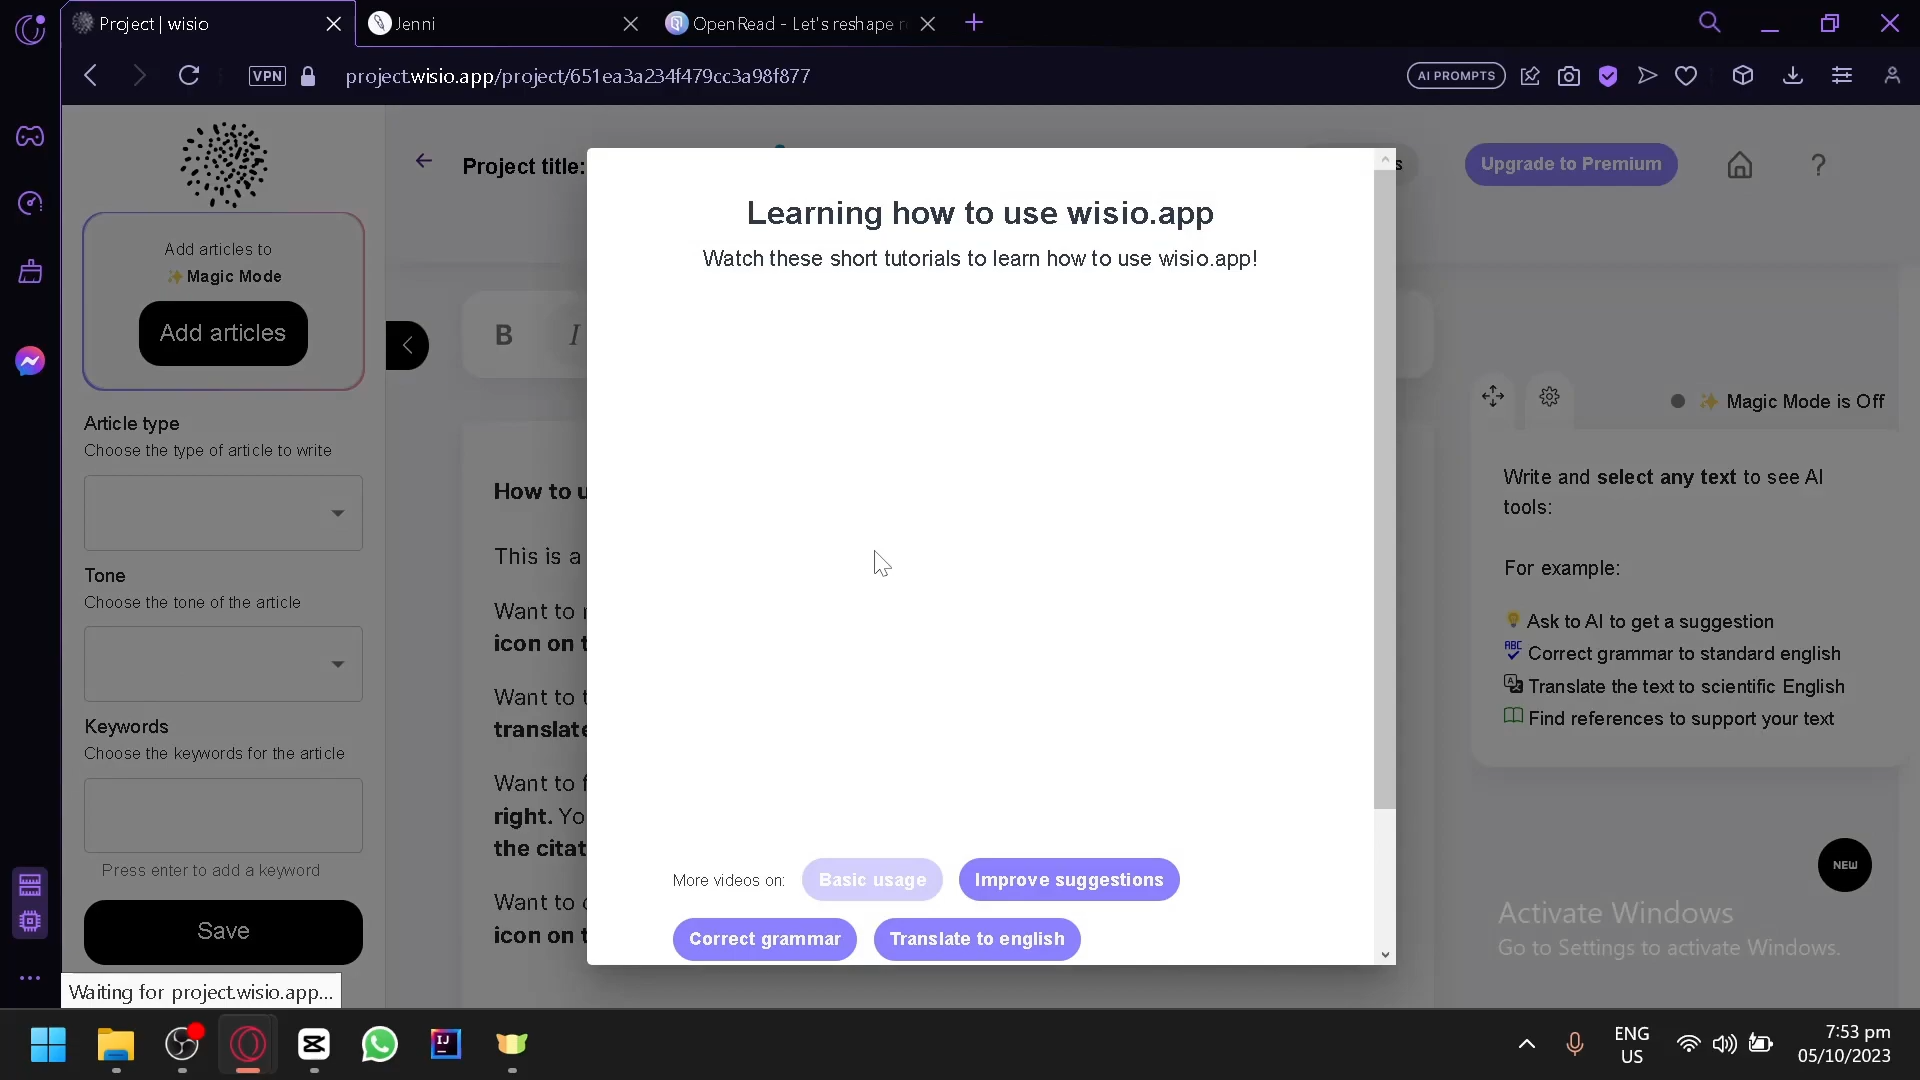 Project | wisio
Jenni
OpenRead - Let's reshape r
VPN
project.wisio.app/project/651ea3a234f479cc3a98f877
AI PROMPTS
Add articles to
✨ Magic Mode
Add articles
Article type
Choose the type of article to write
Tone
Choose the tone of the article
Keywords
Choose the keywords for the article
Press enter to add a keyword
Save
Waiting for project.wisio.app...
Project title:
s
Upgrade to Premium
?
B
I
How to u
This is a
Want to
icon on t
Want to t
translate
Want to f
right. Yo
the citat
Want to
icon on t
Learning how to use wisio.app
Watch these short tutorials to learn how to use wisio.app!
More videos on:
Basic usage
Improve suggestions
Correct grammar
Translate to english
✨ Magic Mode is Off
Write and select any text to see AI
tools:
For example:
💡 Ask to AI to get a suggestion
ABC
Correct grammar to standard english
Translate the text to scientific English
Find references to support your text
NEW
Activate Windows
Go to Settings to activate Windows.
IJ
ENG
US
7:53 pm
05/10/2023